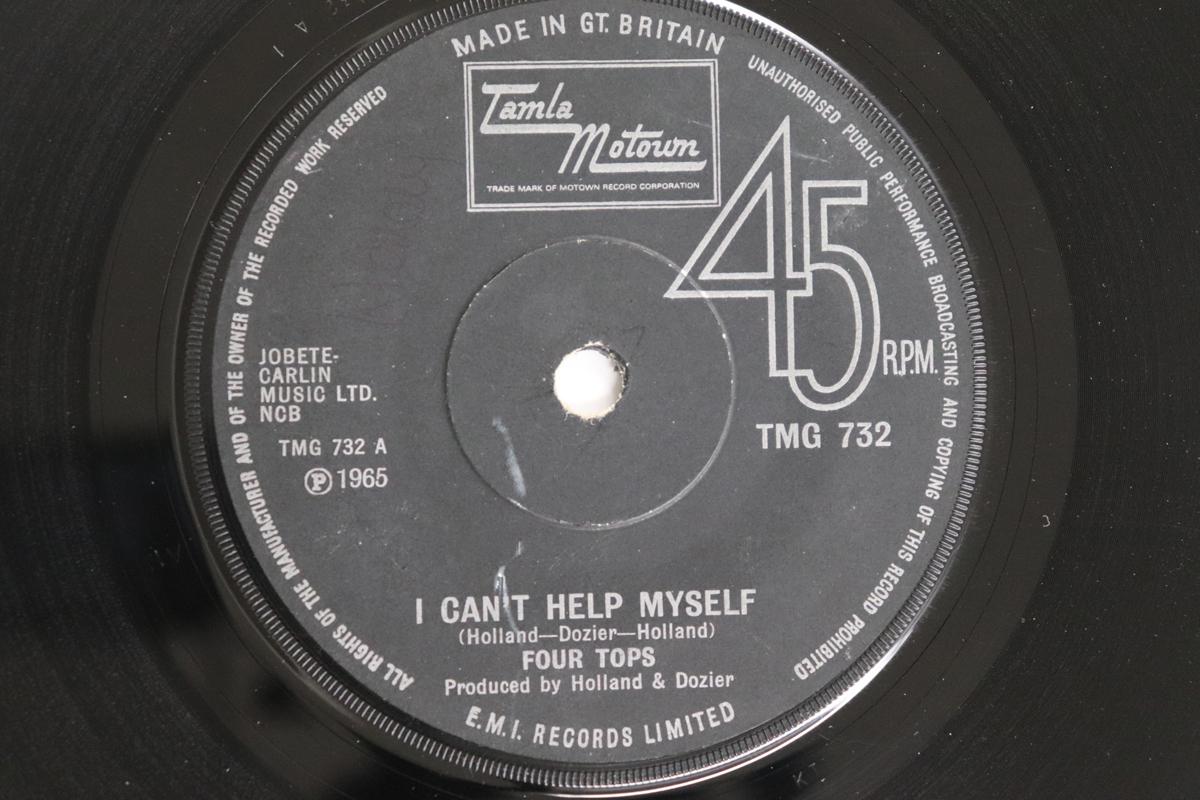 MADE IN GT. BRITAIN
Tamla
Motown
TRADE MARK OF MOTOWN RECORD CORPORATION
UNAUTHORISED PUBLIC PERFORMANCE BROADCASTING AND COPYING OF THIS RECORD PROHIBITED
ALL RIGHTS OF THE MANUFACTURER AND OF THE OWNER OF THE RECORDED WORK RESERVED
45
R.P.M.
JOBETE-
CARLIN
MUSIC LTD.
NCB
TMG 732 A
Ⓟ 1965
TMG 732
I CAN'T HELP MYSELF
(Holland—Dozier—Holland)
FOUR TOPS
Produced by Holland & Dozier
E.M.I. RECORDS LIMITED